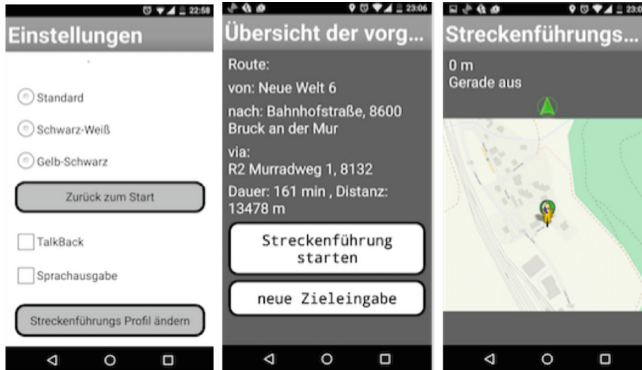 22:58
Einstellungen
Standard
Schwarz-Weiß
Gelb-Schwarz
Zurück zum Start
TalkBack
Sprachausgabe
Streckenführungs Profil ändern
23:06
Übersicht der vorg...
Route:
von: Neue Welt 6
nach: Bahnhofstraße, 8600
Bruck an der Mur
via:
R2 Murradweg 1, 8132
Dauer: 161 min , Distanz:
13478 m
Streckenführung
starten
neue Zieleingabe
Streckenführungs...
0 m
Gerade aus